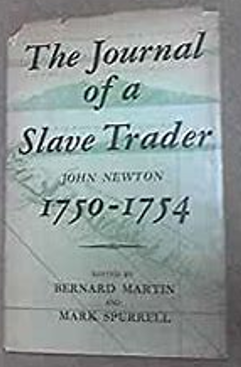 The Journal
of a
Slave Trader
JOHN NEWTON
1750-1754
EDITED BY
BERNARD MARTIN
AND
MARK SPURRELL